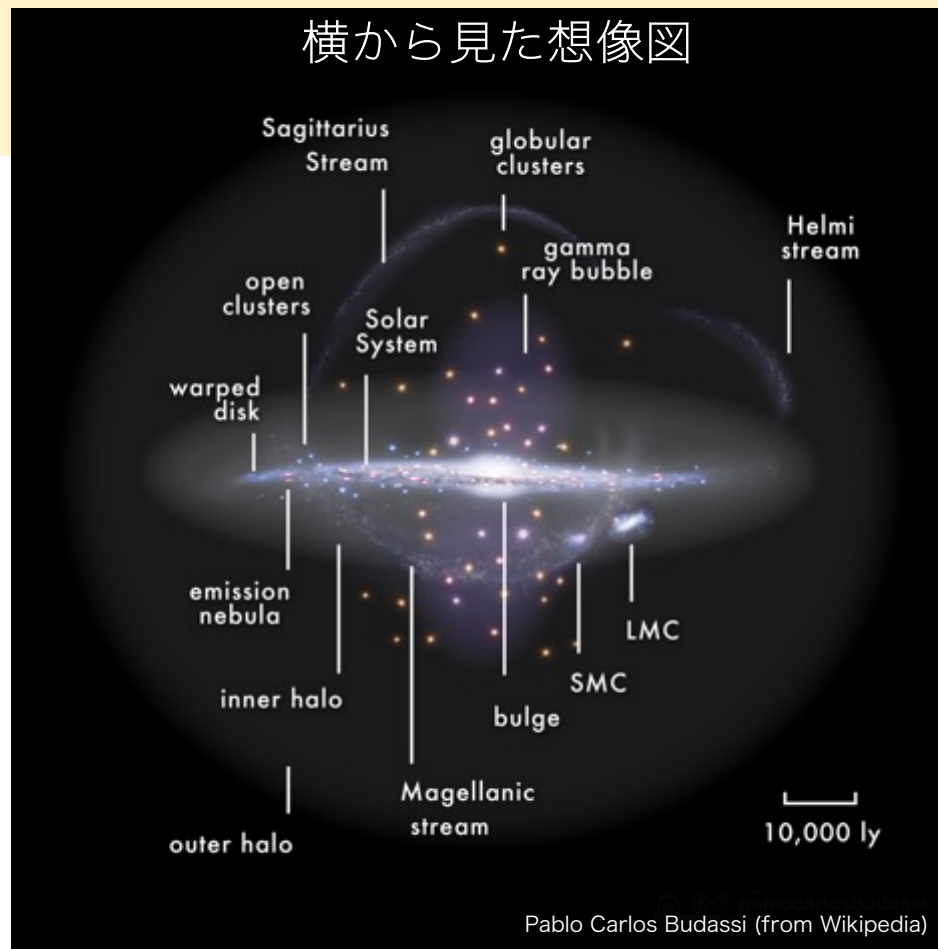 横から見た想像図
Sagittarius
Stream
globular
clusters
Helmi
stream
gamma
ray bubble
open
clusters
Solar
System
warped
disk
emission
nebula
LMC
SMC
inner halo
bulge
Magellanic
stream
10,000 ly
outer halo
Pablo Carlos Budassi (from Wikipedia)